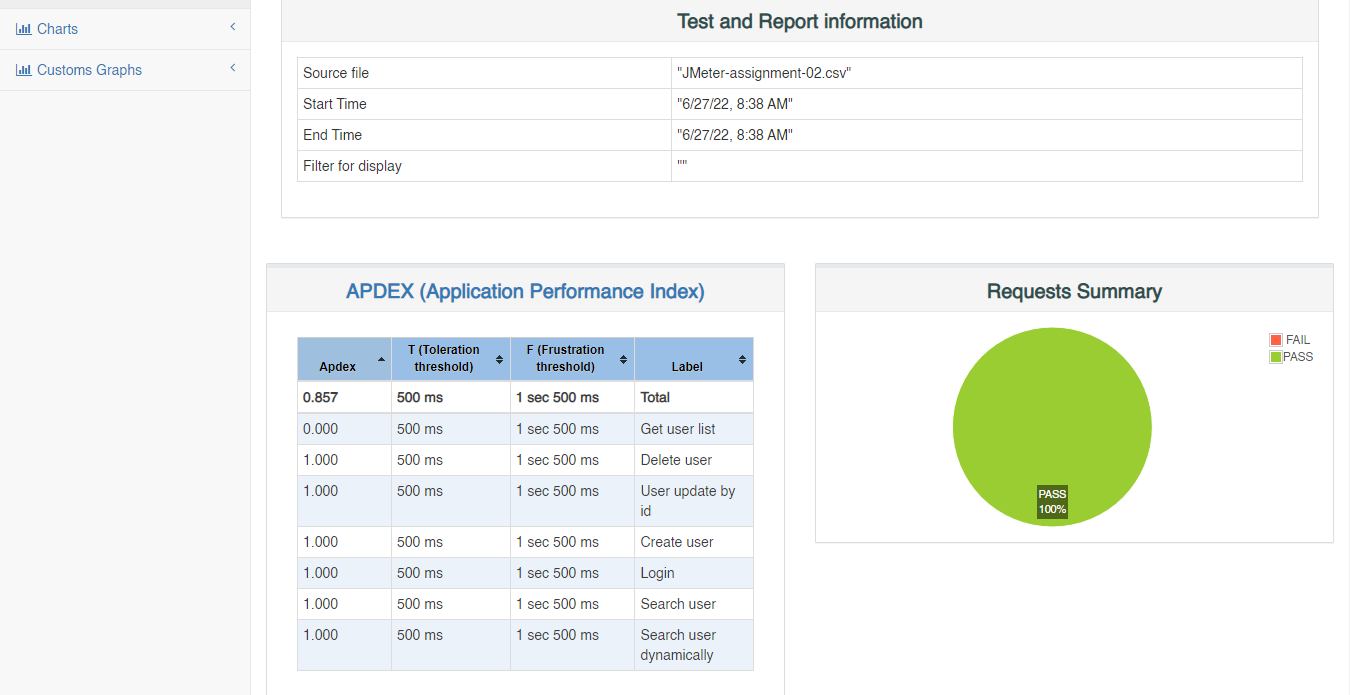 Charts
Customs Graphs
Test and Report information
Source file "JMeter-assignment-02.csv"
Start Time "6/27/22, 8:38 AM"
End Time "6/27/22, 8:38 AM"
Filter for display ""
APDEX (Application Performance Index)
Apdex T (Toleration threshold) F (Frustration threshold) Label
0.857 500 ms 1 sec 500 ms Total
0.000 500 ms 1 sec 500 ms Get user list
1.000 500 ms 1 sec 500 ms Delete user
1.000 500 ms 1 sec 500 ms User update by
id
1.000 500 ms 1 sec 500 ms Create user
1.000 500 ms 1 sec 500 ms Login
1.000 500 ms 1 sec 500 ms Search user
1.000 500 ms 1 sec 500 ms Search user
dynamically
Requests Summary
FAIL
PASS
PASS
100%